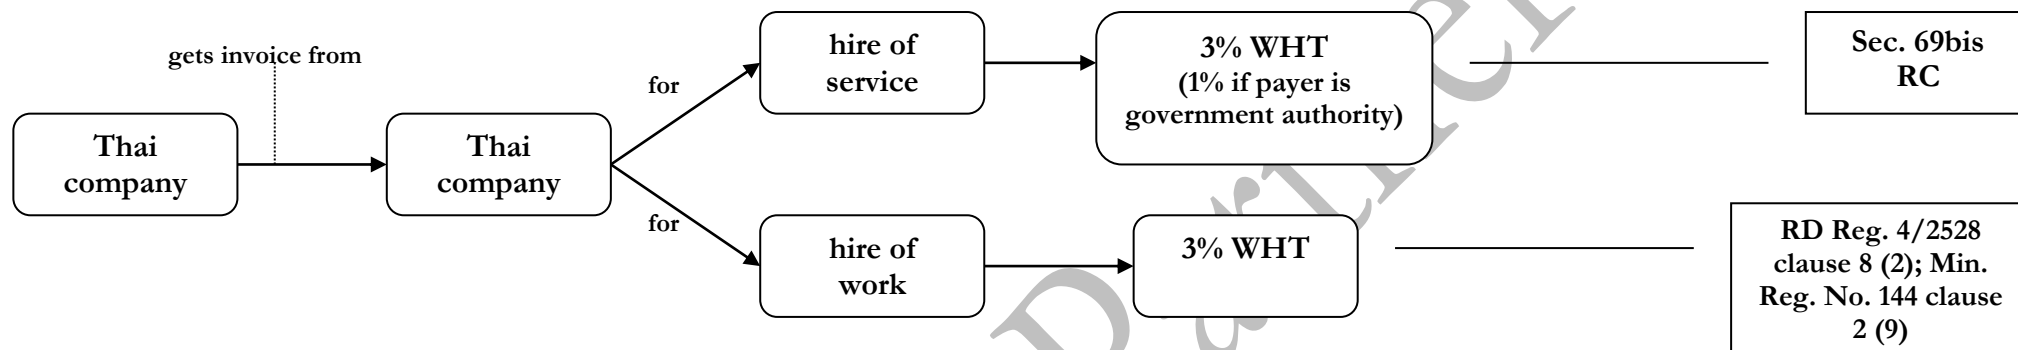 gets invoice from
Thai
company
Thai
company
for
hire of
service
3% WHT
(1% if payer is
government authority)
Sec. 69bis
RC
for
hire of
work
3% WHT
RD Reg. 4/2528
clause 8 (2); Min.
Reg. No. 144 clause
2 (9)